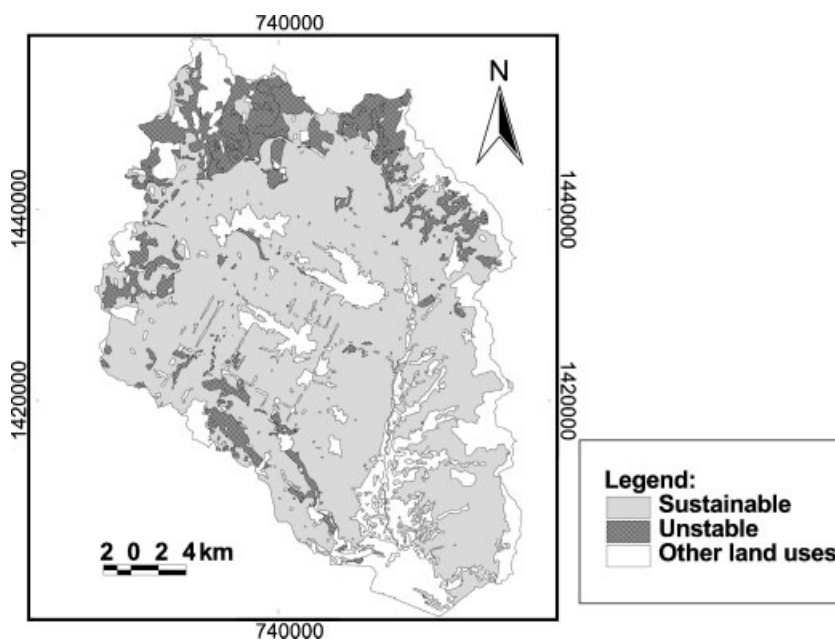 740000
N
1440000
1440000
1420000
1420000
Legend:
Sustainable
Unstable
Other land uses
2 0 2 4 km
740000